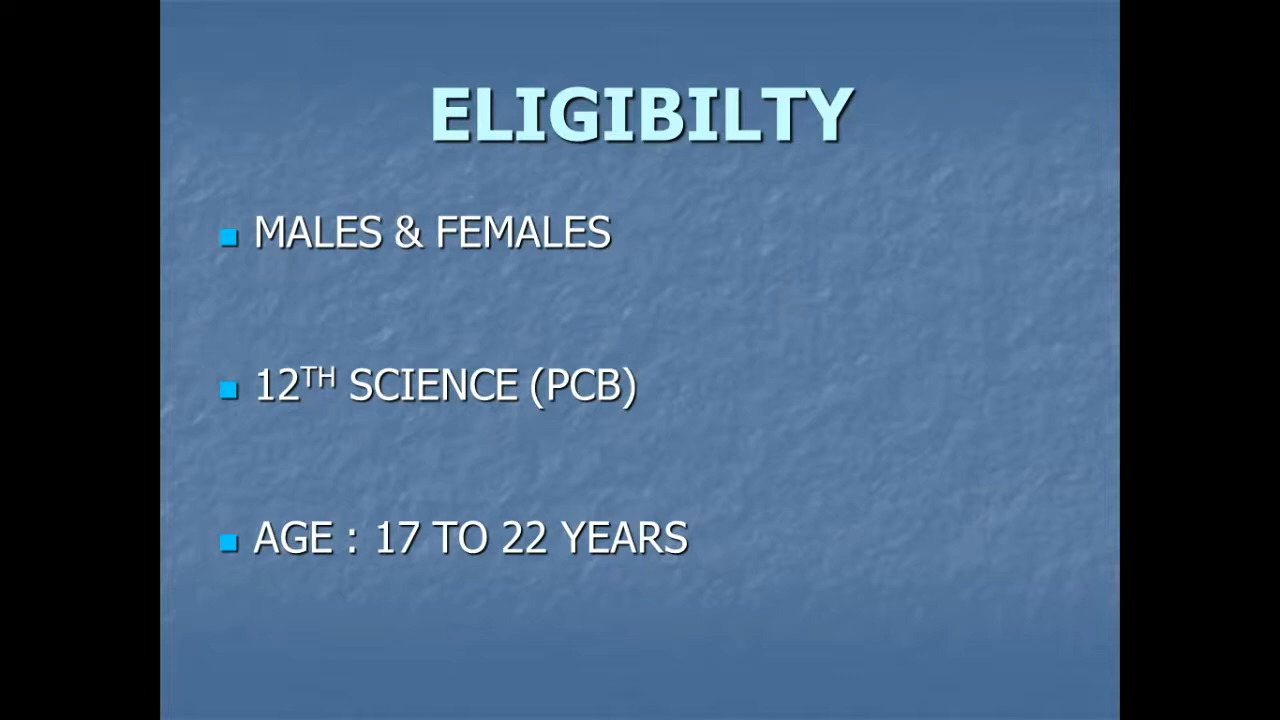 ELIGIBILTY
MALES & FEMALES
12TH SCIENCE (PCB)
AGE : 17 TO 22 YEARS